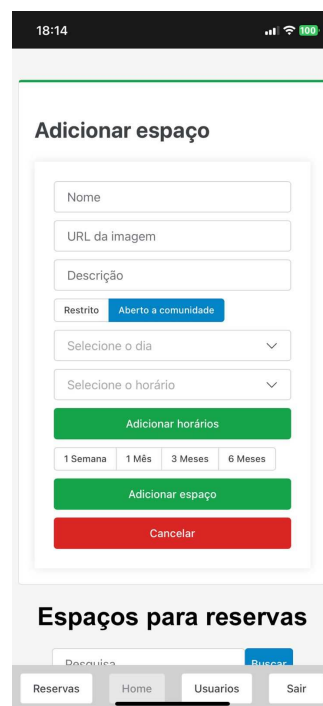 18:14
100
Adicionar espaço
Nome
URL da imagem
Descrição
Restrito Aberto a comunidade
Selecione o dia
Selecione o horário
Adicionar horários
1 Semana 1 Mês 3 Meses 6 Meses
Adicionar espaço
Cancelar
Espaços para reservas
Pesquisa Buscar
Reservas Home Usuarios Sair